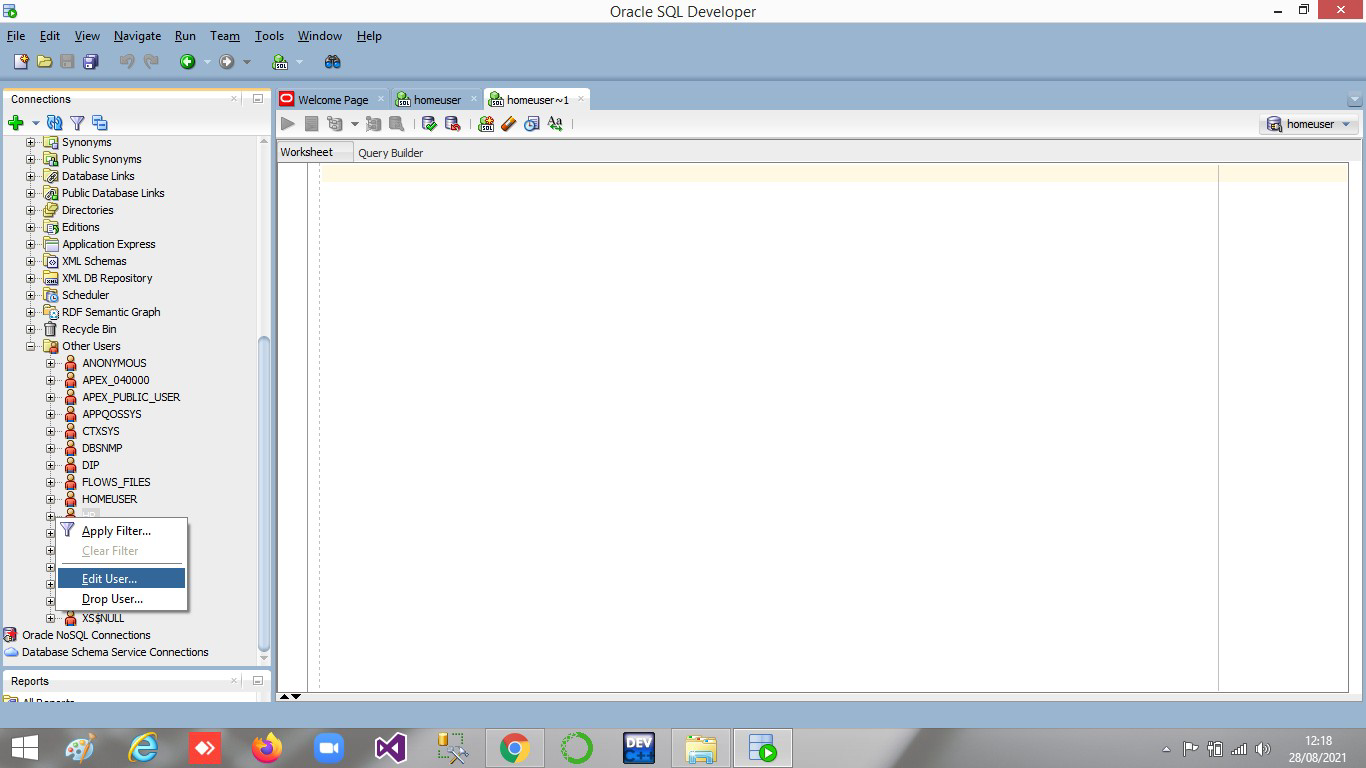 Oracle SQL Developer
File Edit View Navigate Run Team Tools Window Help
Connections
Welcome Page
homeuser
homeuser~1
homeuser
Worksheet
Query Builder
Synonyms
Public Synonyms
Database Links
Public Database Links
Directories
Editions
Application Express
XML Schemas
XML DB Repository
Scheduler
RDF Semantic Graph
Recycle Bin
Other Users
ANONYMOUS
APEX_040000
APEX_PUBLIC_USER
APPQOSSYS
CTXSYS
DBSNMP
DIP
FLOWS_FILES
HOMEUSER
Apply Filter...
Clear Filter
Edit User...
Drop User...
XS$NULL
Oracle NoSQL Connections
Database Schema Service Connections
Reports
All Reports
DEV
C++
12:18
28/08/2021